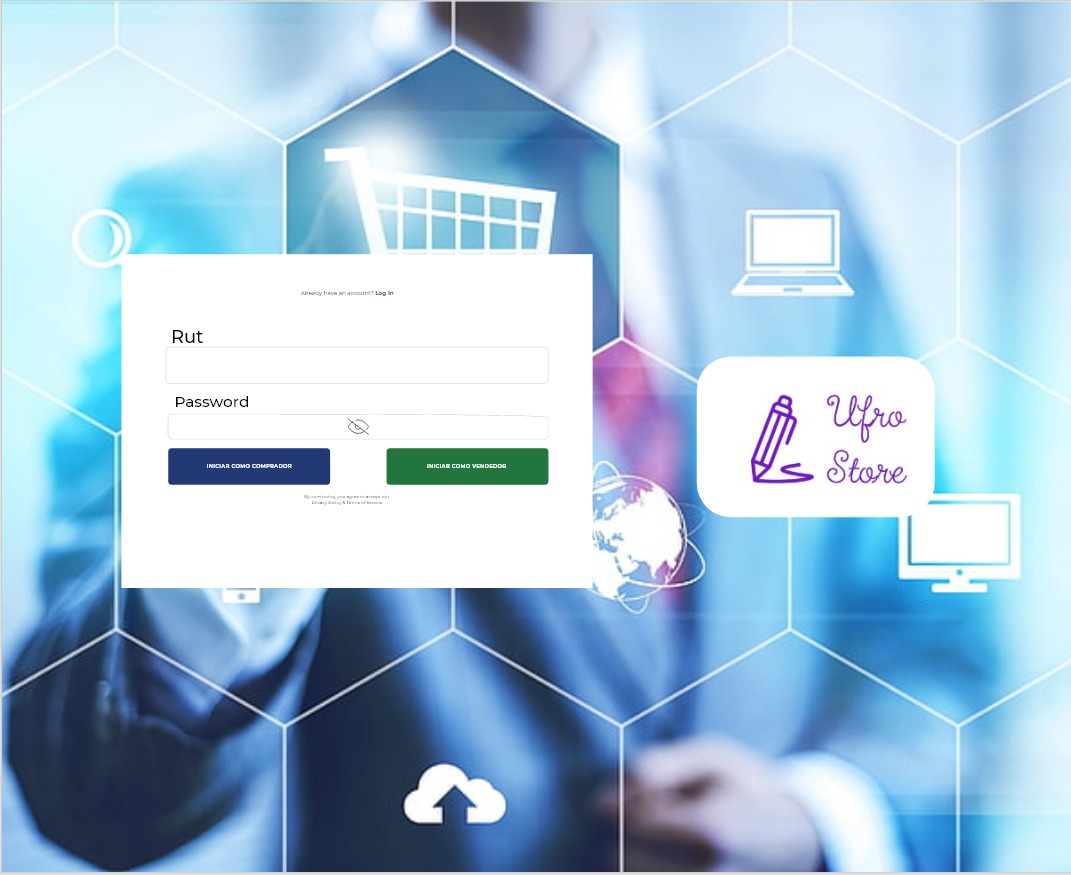 Already have an account? Log In
Rut
Password
INICIAR COMO COMPRADOR
INICIAR COMO VENDEDOR
By continuing, you agree to accept our
Privacy Policy & Terms of Service.
Ufro
Store